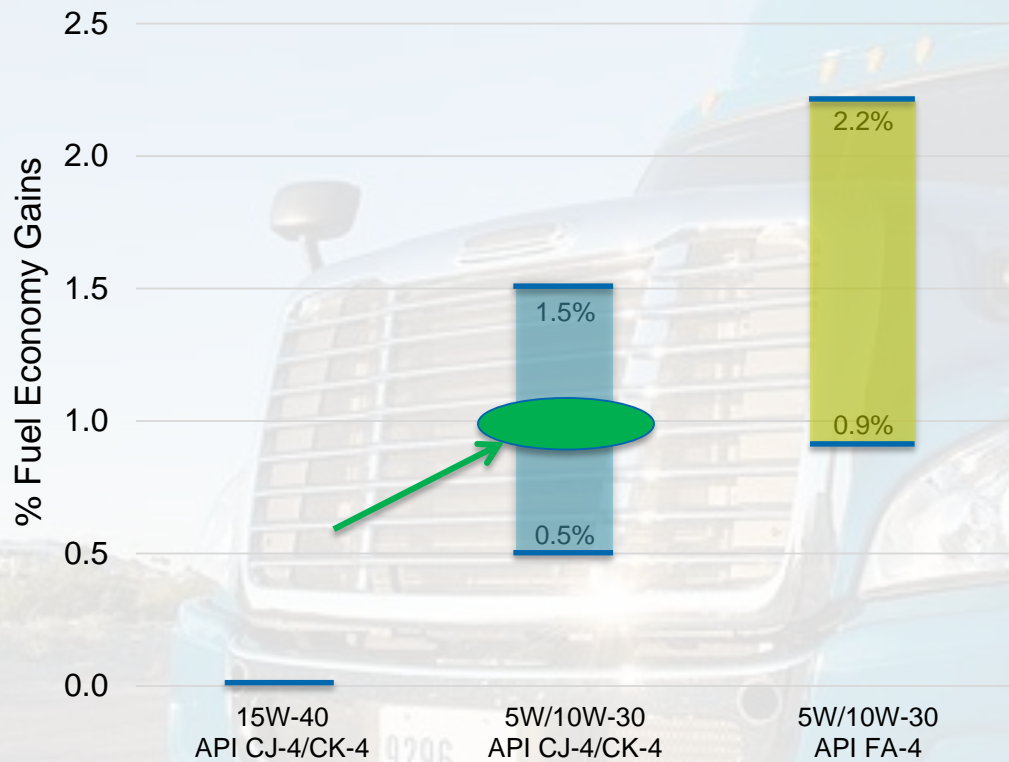 % Fuel Economy Gains
2.5
2.0
1.5
1.0
0.5
0.0
2.2%
0.9%
1.5%
0.5%
15W-40
API CJ-4/CK-4
5W/10W-30
API CJ-4/CK-4
5W/10W-30
API FA-4
9296